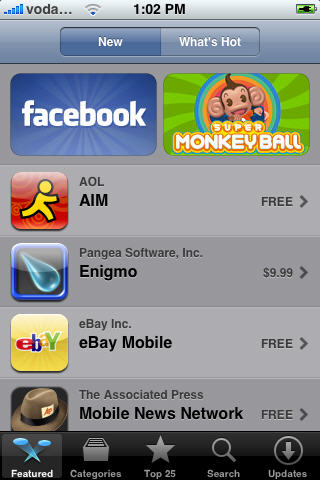 voda... 1:02 PM
New What's Hot
facebook
SUPER
MONKEY BALL
AOL
AIM
FREE
Pangea Software, Inc.
Enigmo
$9.99
ebY
eBay Inc.
eBay Mobile
FREE
AP
The Associated Press
Mobile News Network
FREE
Featured Categories Top 25 Search Updates